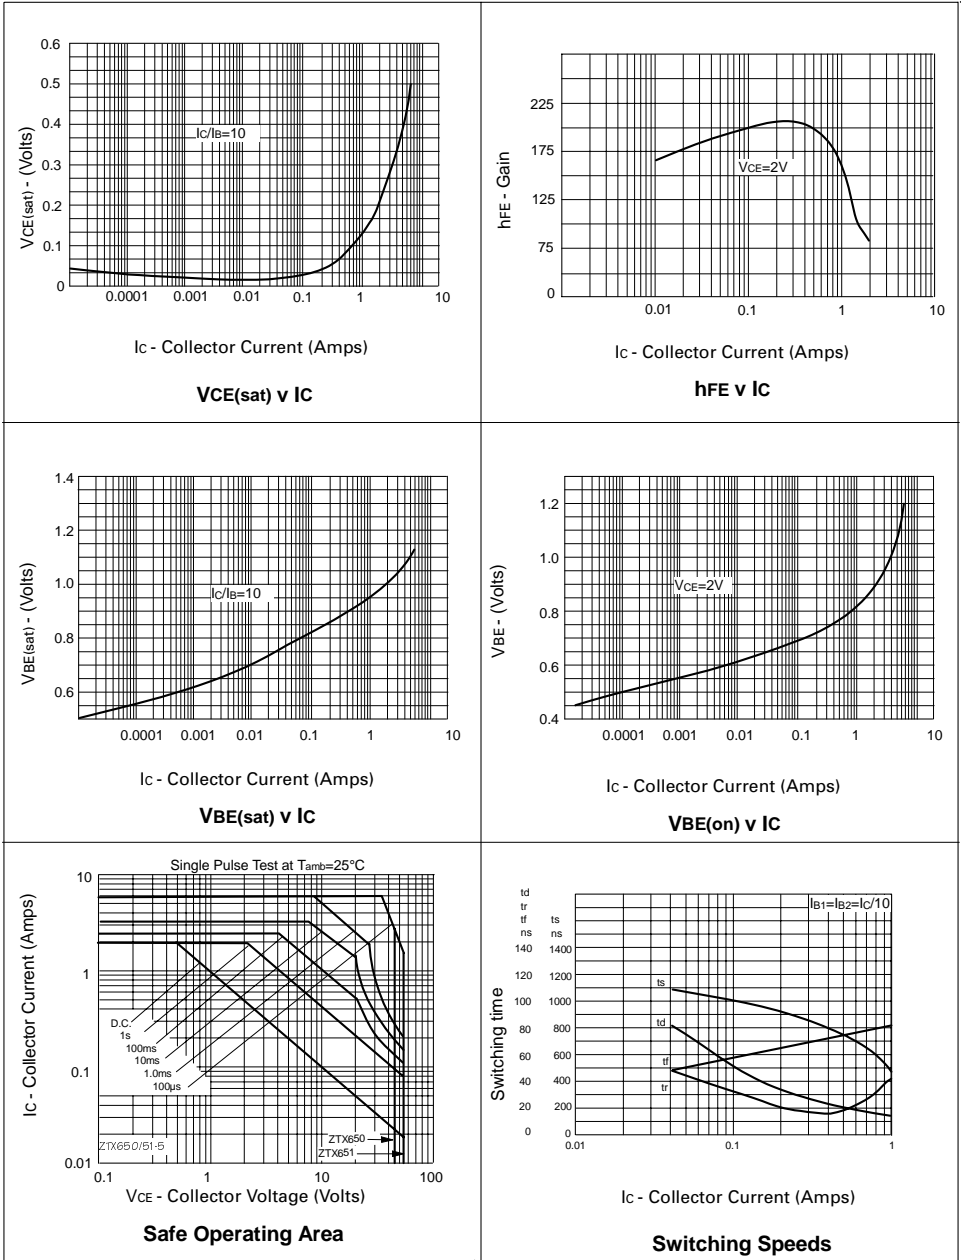 0.6
0.5
0.4
0.3
0.2
0.1
0
VCE(sat) - (Volts)
IC/IB=10
0.0001 0.001 0.01 0.1 1 10
IC - Collector Current (Amps)
VCE(sat) v IC
225
175
125
75
0
hFE - Gain
VCE=2V
0.01 0.1 1 10
IC - Collector Current (Amps)
hFE v IC
1.4
1.2
1.0
0.8
0.6
VBE(sat) - (Volts)
IC/IB=10
0.0001 0.001 0.01 0.1 1 10
IC - Collector Current (Amps)
VBE(sat) v IC
1.2
1.0
0.8
0.6
0.4
VBE - (Volts)
VCE=2V
0.0001 0.001 0.01 0.1 1 10
IC - Collector Current (Amps)
VBE(on) v IC
Single Pulse Test at Tamb=25°C
10
1
0.1
0.01
IC - Collector Current (Amps)
D.C.
1s
100ms
10ms
1.0ms
100µs
ZTX650
ZTX651
ZTX650/51-5
0.1 1 10 100
VCE - Collector Voltage (Volts)
Safe Operating Area
td
tr
tf ts
ns ns
140 1400
120 1200
100 1000
80 800
60 600
40 400
20 200
0 0
Switching time
IB1=IB2=IC/10
ts
td
tf
tr
0.01 0.1 1
IC - Collector Current (Amps)
Switching Speeds